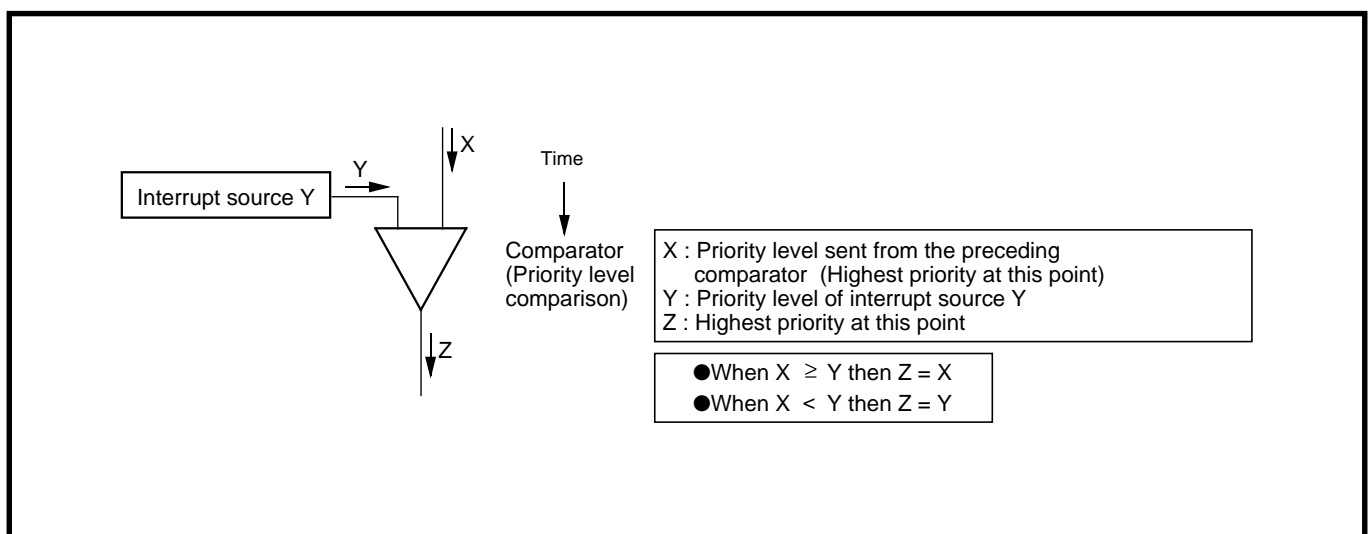 X
Time
Y
Interrupt source Y
Comparator
(Priority level
comparison)
X : Priority level sent from the preceding
comparator (Highest priority at this point)
Y : Priority level of interrupt source Y
Z : Highest priority at this point
Z
●When X ≥ Y then Z = X
●When X < Y then Z = Y